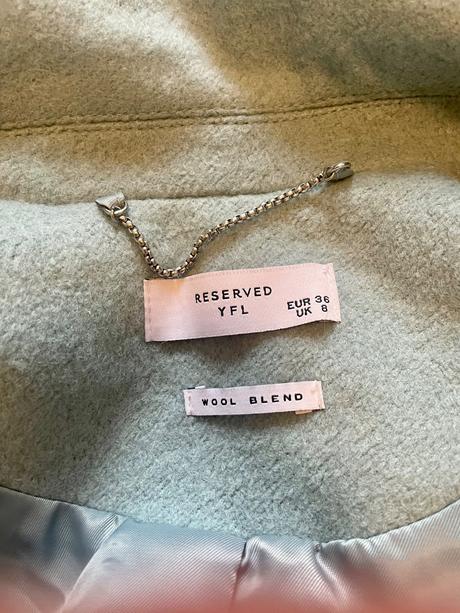 RESERVED
YFL
EUR 36
UK 8
WOOL BLEND